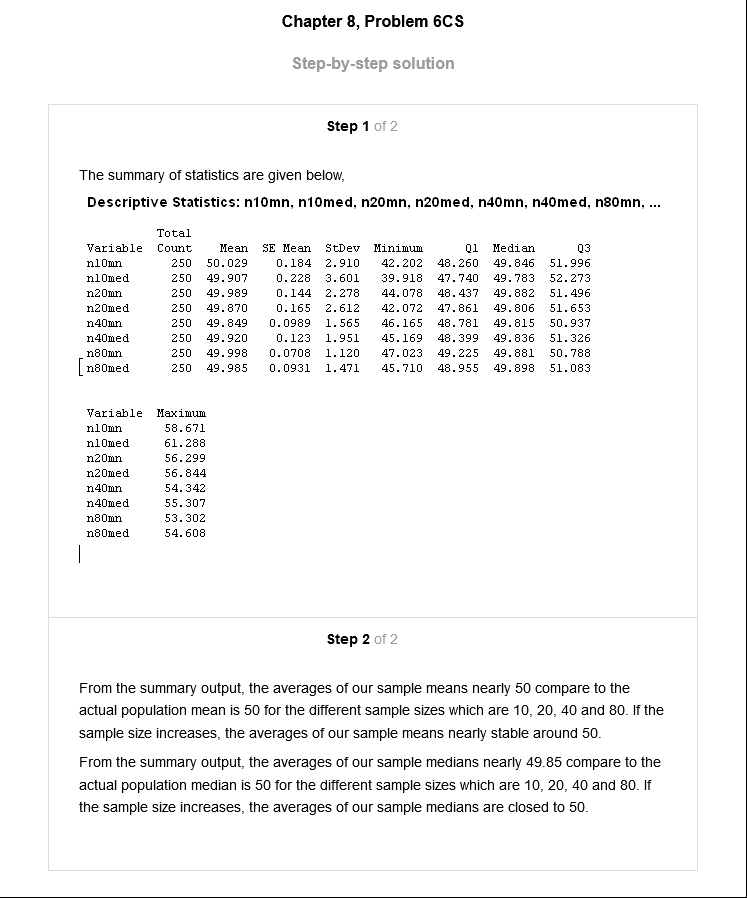 Chapter 8, Problem 6CS
Step-by-step solution
Step 1 of 2
The summary of statistics are given below,
Descriptive Statistics: n10mn, n10med, n20mn, n20med, n40mn, n40med, n80mn, ...
Total
Variable Count Mean SE Mean StDev Minimum Q1 Median Q3
n10mn 250 50.029 0.184 2.910 42.202 48.260 49.846 51.996
n10med 250 49.907 0.228 3.601 39.918 47.740 49.783 52.273
n20mn 250 49.989 0.144 2.278 44.078 48.437 49.882 51.496
n20med 250 49.870 0.165 2.612 42.072 47.861 49.806 51.653
n40mn 250 49.849 0.0989 1.565 46.165 48.781 49.815 50.937
n40med 250 49.920 0.123 1.951 45.169 48.399 49.836 51.326
n80mn 250 49.998 0.0708 1.120 47.023 49.225 49.881 50.788
n80med 250 49.985 0.0931 1.471 45.710 48.955 49.898 51.083
Variable Maximum
n10mn 58.671
n10med 61.288
n20mn 56.299
n20med 56.844
n40mn 54.342
n40med 55.307
n80mn 53.302
n80med 54.608
Step 2 of 2
From the summary output, the averages of our sample means nearly 50 compare to the
actual population mean is 50 for the different sample sizes which are 10, 20, 40 and 80. If the
sample size increases, the averages of our sample means nearly stable around 50.
From the summary output, the averages of our sample medians nearly 49.85 compare to the
actual population median is 50 for the different sample sizes which are 10, 20, 40 and 80. If
the sample size increases, the averages of our sample medians are closed to 50.